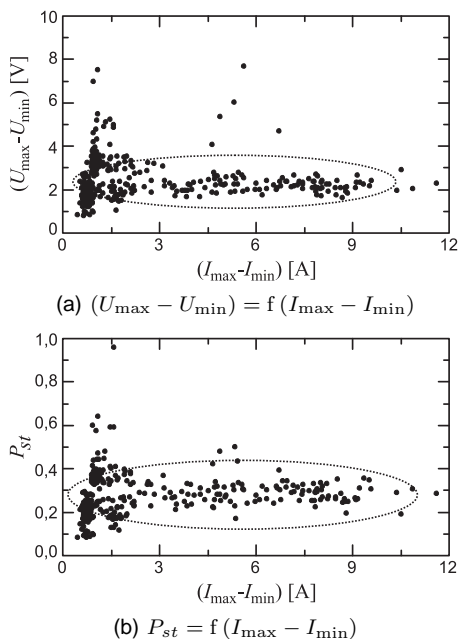 10
8
6
4
2
0
(U_max-U_min) [V]
0 3 6 9 12
(I_max-I_min) [A]
(a) (U_max − U_min) = f (I_max − I_min)
1,0
0,8
0,6
0,4
0,2
0,0
P_st
0 3 6 9 12
(I_max-I_min) [A]
(b) P_st = f (I_max − I_min)